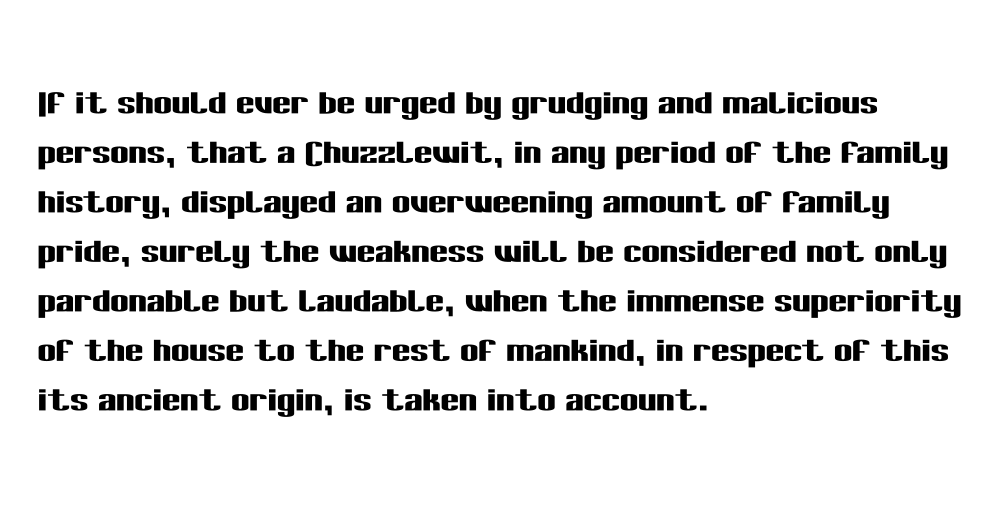 If it should ever be urged by grudging and malicious
persons, that a Chuzzlewit, in any period of the family
history, displayed an overweening amount of family
pride, surely the weakness will be considered not only
pardonable but laudable, when the immense superiority
of the house to the rest of mankind, in respect of this
its ancient origin, is taken into account.